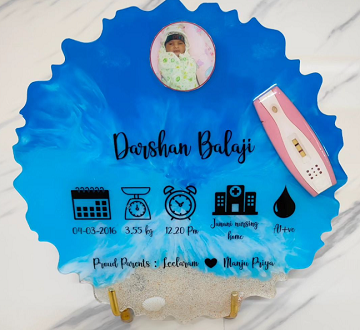 Darshan Balaji
04-03-2016
3,55 kg
12.20 Pm
Janani nursing
home
A1+ve
Proud Parents : Leelaram ♥ Manju Priya